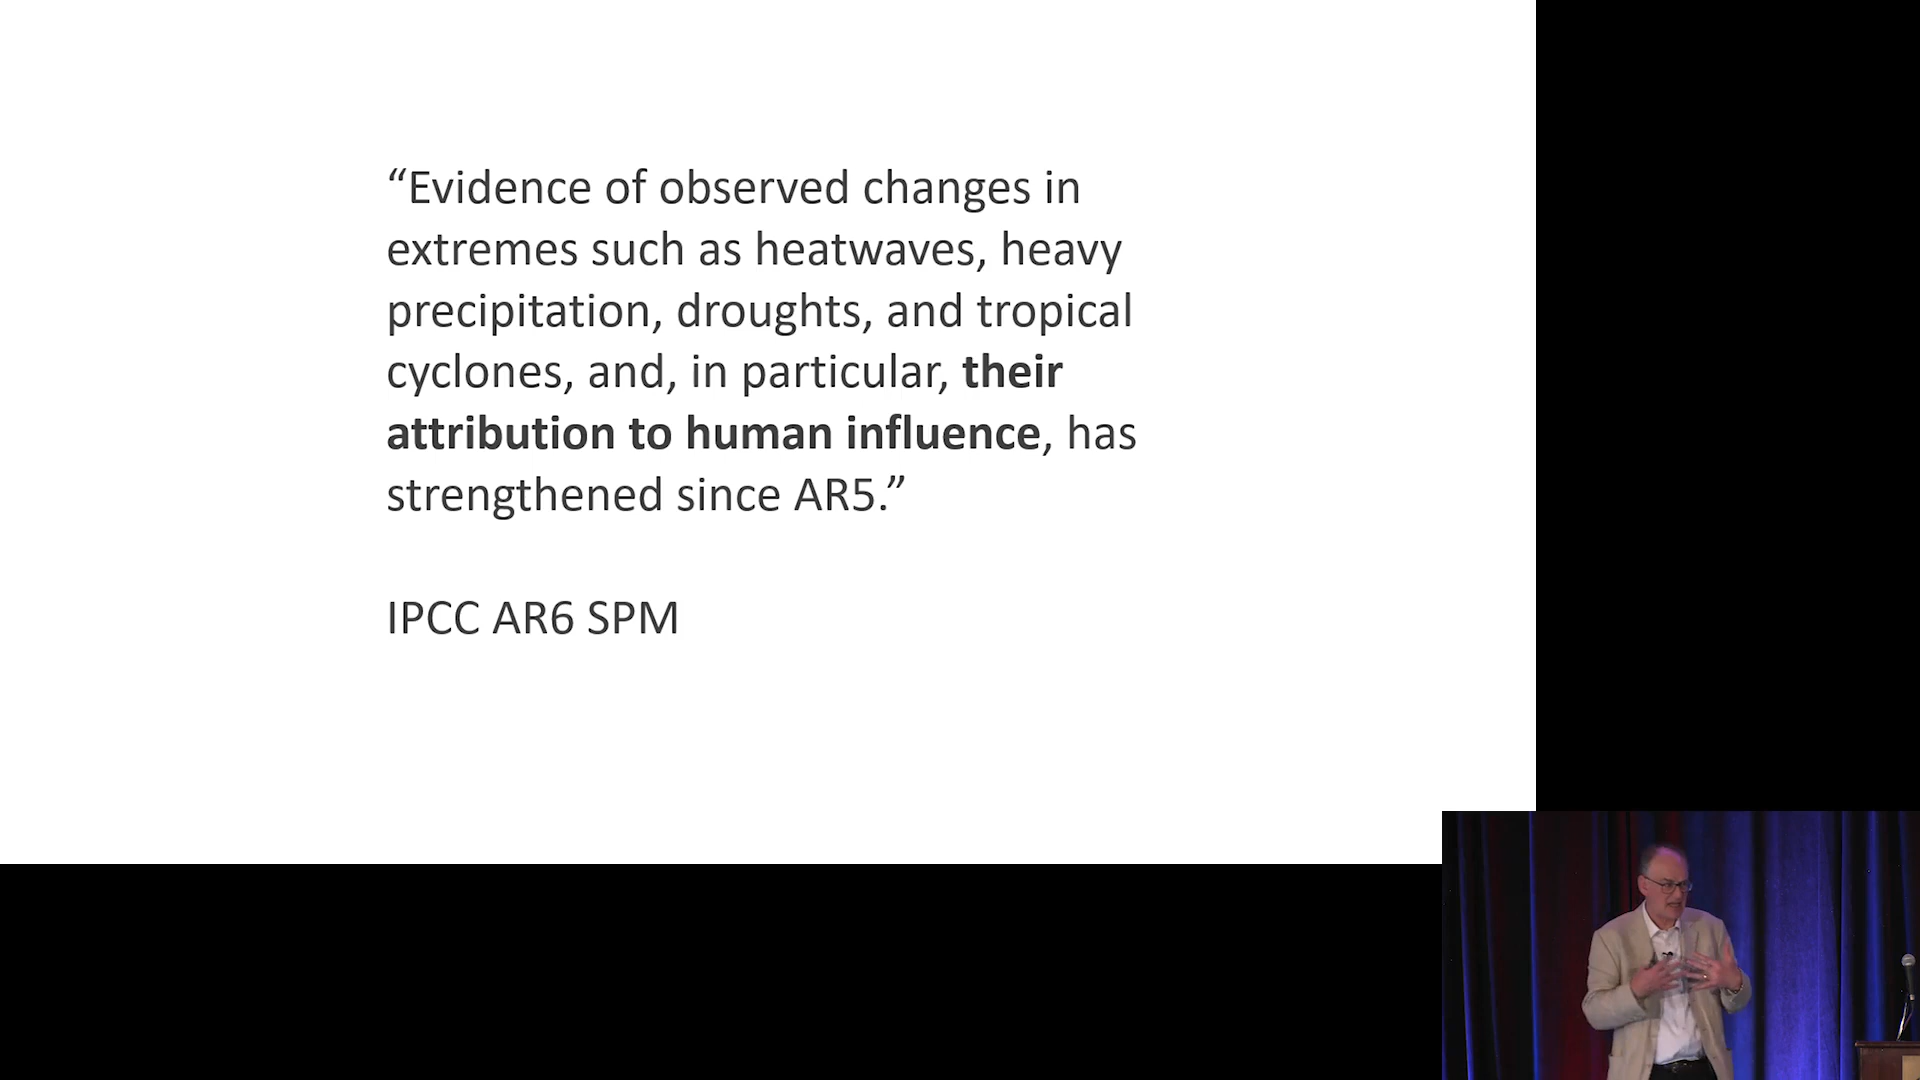 “Evidence of observed changes in
extremes such as heatwaves, heavy
precipitation, droughts, and tropical
cyclones, and, in particular, their
attribution to human influence, has
strengthened since AR5.”
IPCC AR6 SPM